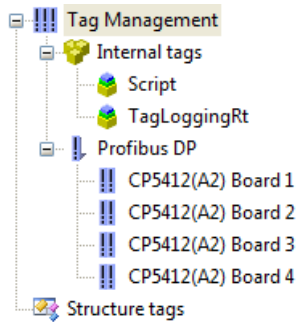 Tag Management
Internal tags
Script
TagLoggingRt
Profibus DP
CP5412(A2) Board 1
CP5412(A2) Board 2
CP5412(A2) Board 3
CP5412(A2) Board 4
Structure tags